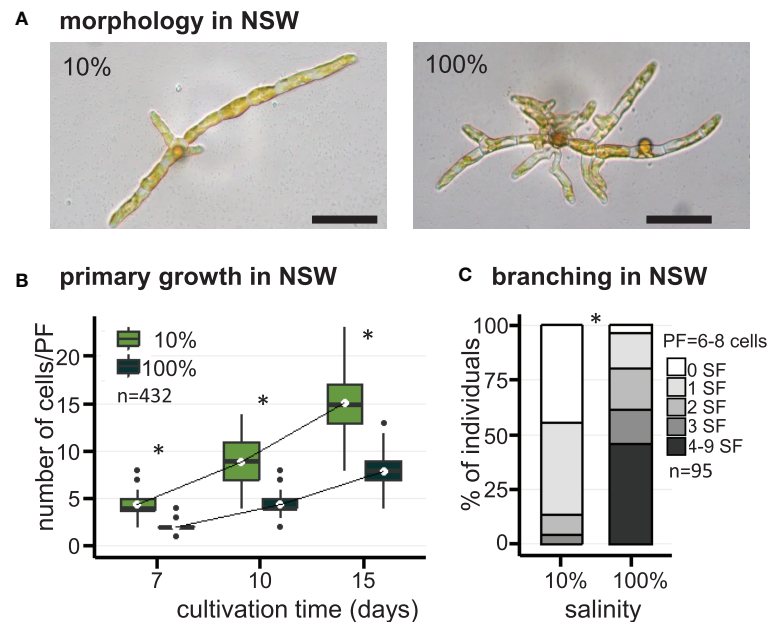 A morphology in NSW
10%
100%
B primary growth in NSW
number of cells/PF
20
15
10
5
0
10%
100%
n=432
*
*
*
7 10 15
cultivation time (days)
C branching in NSW
% of individuals
100
75
50
25
0
*
PF=6-8 cells
0 SF
1 SF
2 SF
3 SF
4-9 SF
n=95
10% 100%
salinity